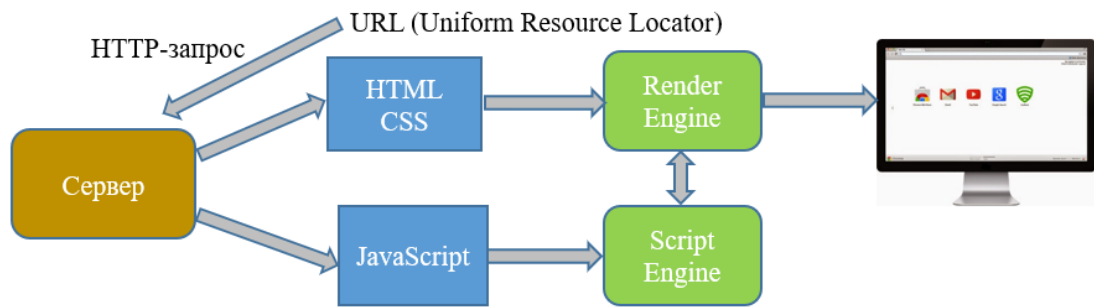 URL (Uniform Resource Locator)
HTTP-запрос
HTML
CSS
Render
Engine
Сервер
JavaScript
Script
Engine